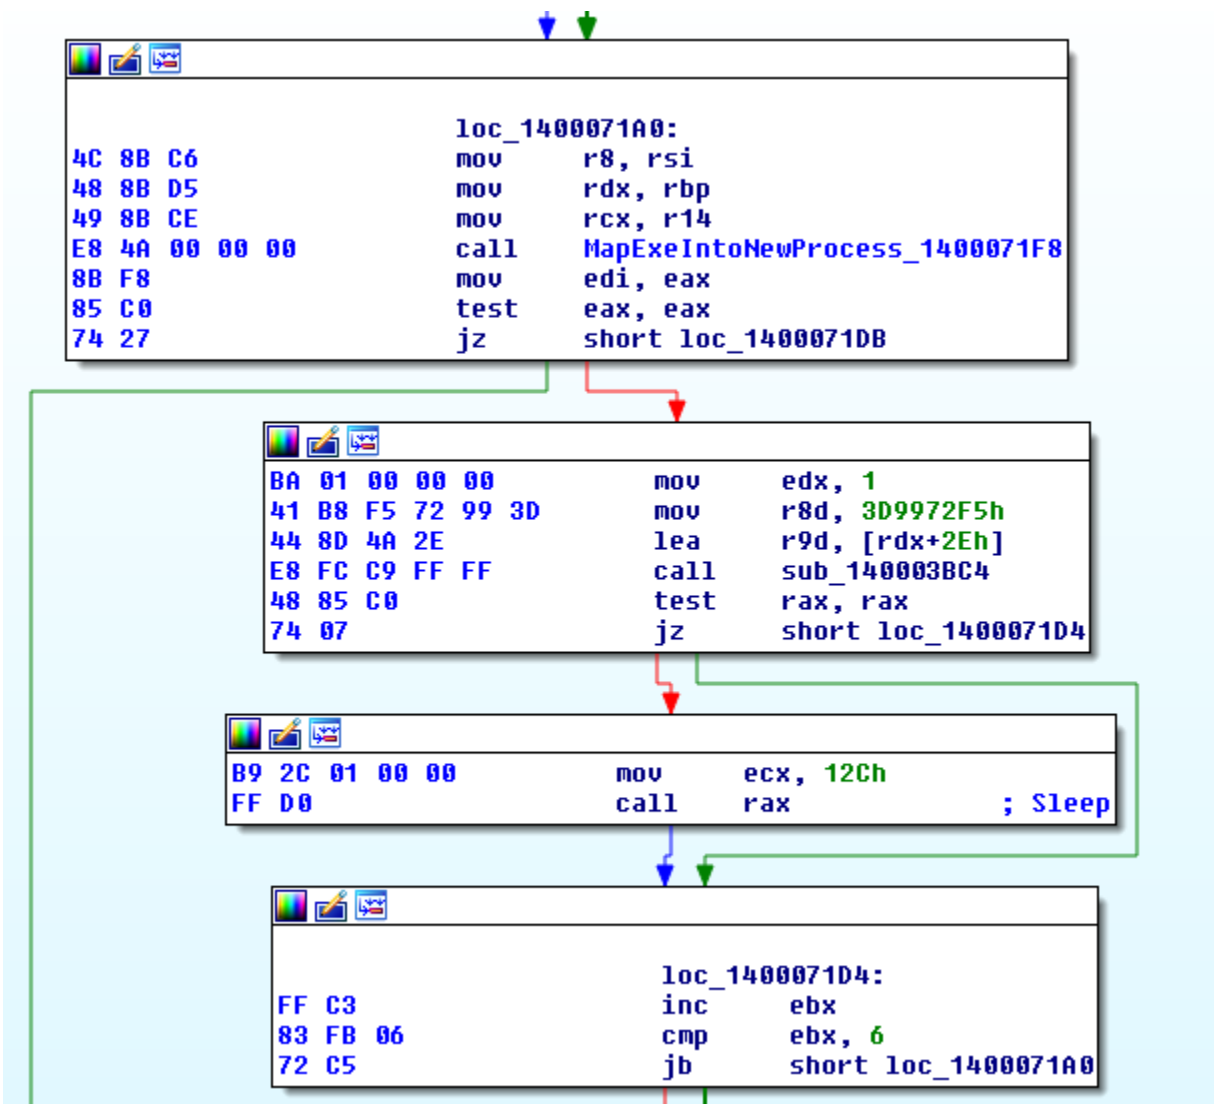 loc_1400071A0:
4C 8B C6 mov r8, rsi
48 8B D5 mov rdx, rbp
49 8B CE mov rcx, r14
E8 4A 00 00 00 call MapExeIntoNewProcess_1400071F8
8B F8 mov edi, eax
85 C0 test eax, eax
74 27 jz short loc_1400071DB
BA 01 00 00 00 mov edx, 1
41 B8 F5 72 99 3D mov r8d, 3D9972F5h
44 8D 4A 2E lea r9d, [rdx+2Eh]
E8 FC C9 FF FF call sub_140003BC4
48 85 C0 test rax, rax
74 07 jz short loc_1400071D4
B9 2C 01 00 00 mov ecx, 12Ch
FF D0 call rax ; Sleep
loc_1400071D4:
FF C3 inc ebx
83 FB 06 cmp ebx, 6
72 C5 jb short loc_1400071A0